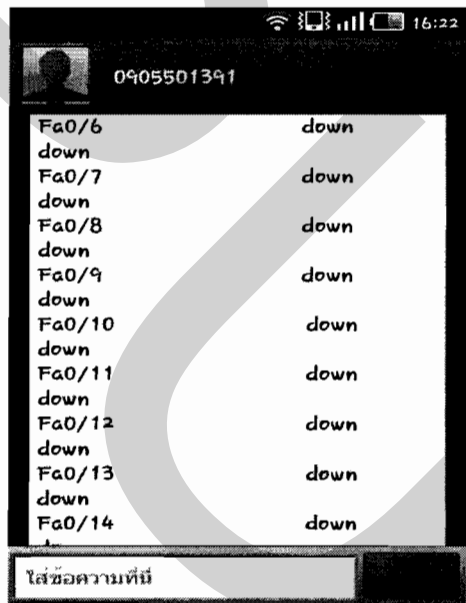 16:22
0905501391
Fa0/6 down
down
Fa0/7 down
down
Fa0/8 down
down
Fa0/9 down
down
Fa0/10 down
down
Fa0/11 down
down
Fa0/12 down
down
Fa0/13 down
down
Fa0/14 down
ใส่ข้อความที่นี่